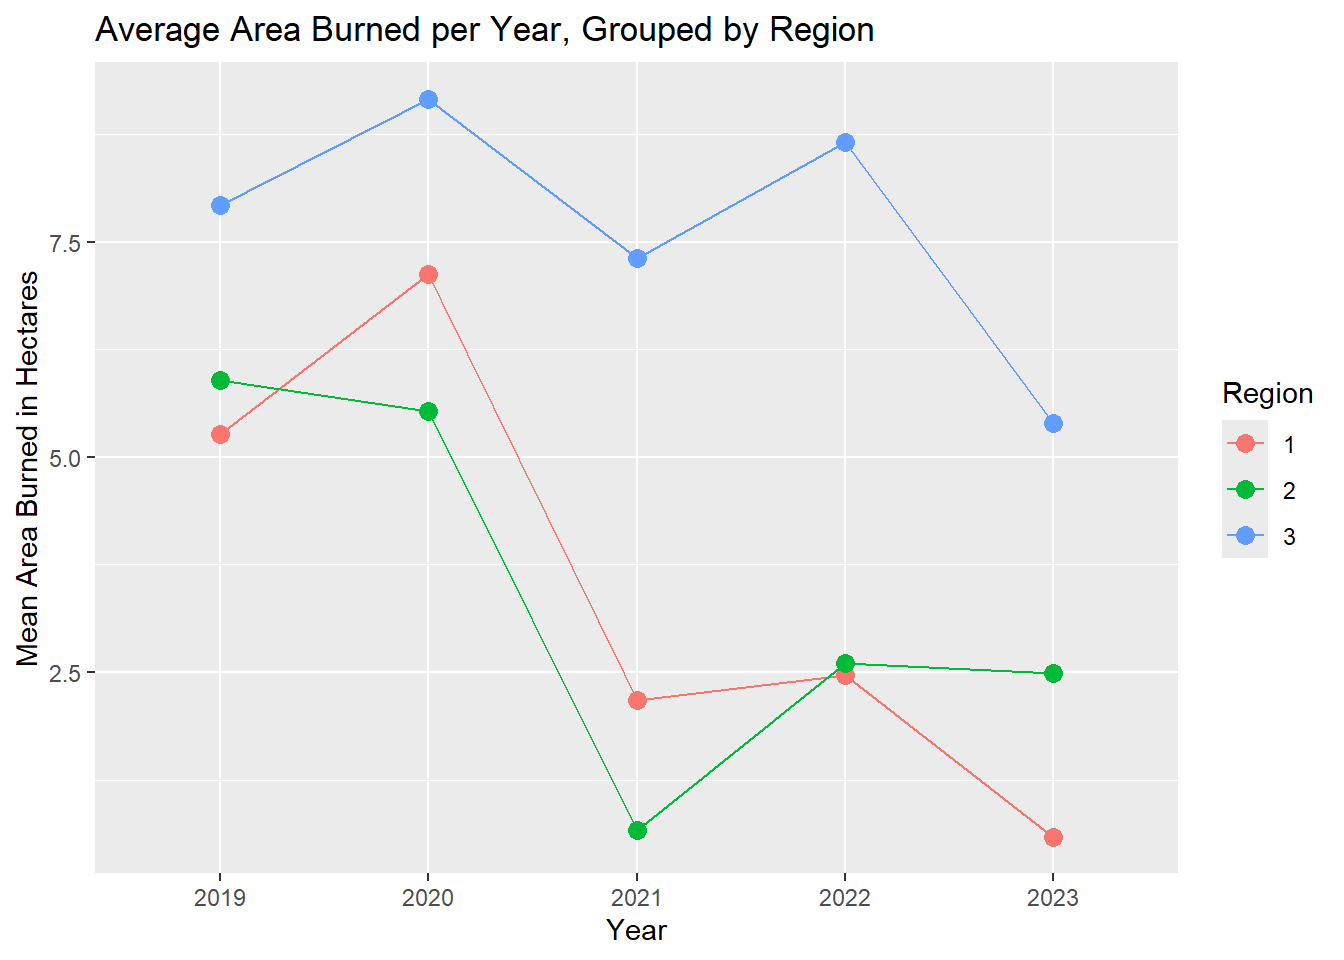 Average Area Burned per Year, Grouped by Region
Mean Area Burned in Hectares
7.5
5.0
2.5
2019 2020 2021 2022 2023
Year
Region
1
2
3